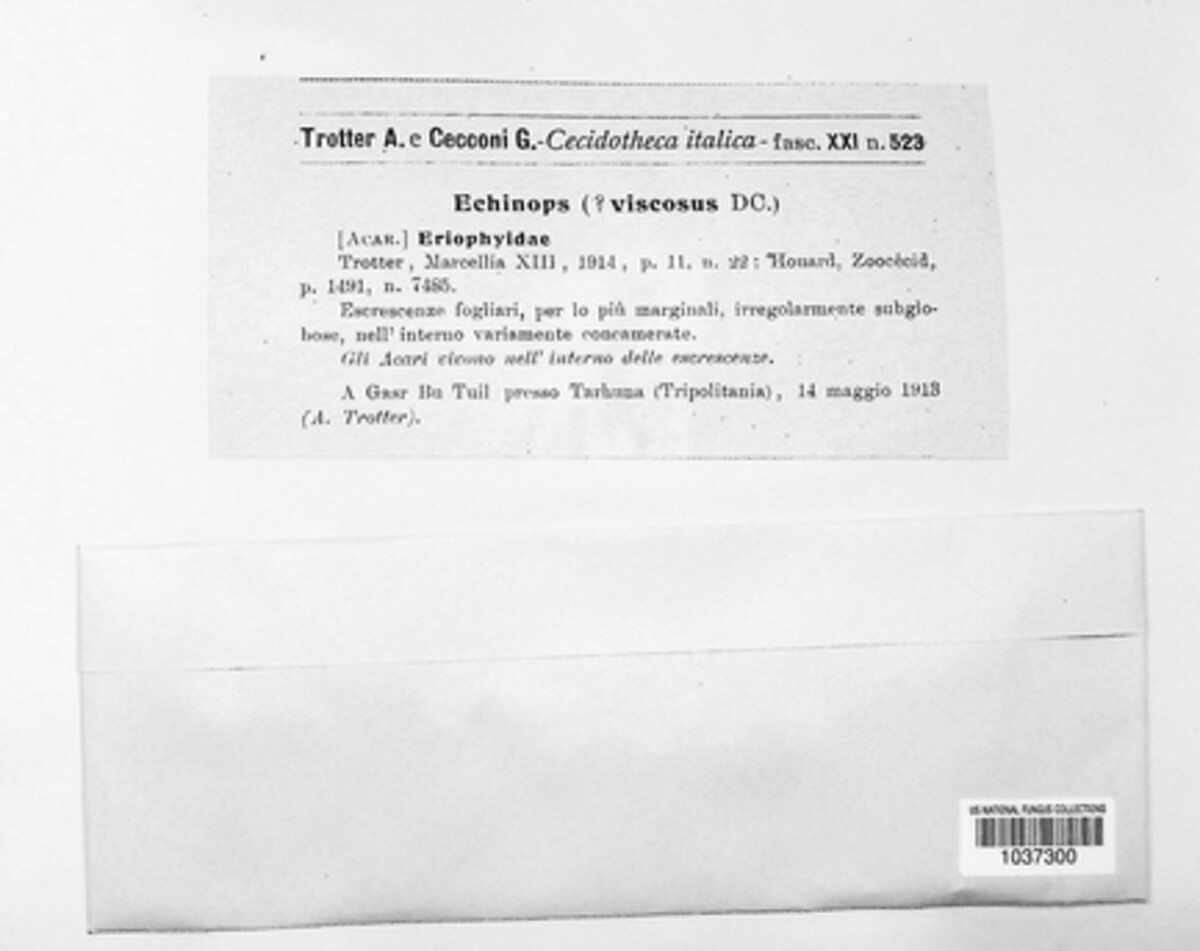 Trotter A. e Cecconi G.-Cecidotheca italica - fasc. XXI n. 523
Echinops (? viscosus DC.)
[Acar.] Eriophyidae
Trotter, Marcellia XIII, 1914, p. 11, n. 22; Houard, Zoocécid,
p. 1491, n. 7485.
Escrescenze fogliari, per lo più marginali, irregolarmente subglo-
bose, nell' interno variamente concamerate.
Gli Acari vivono nell' interno delle escrescenze.
A Gasr Bu Tuil presso Tarhuna (Tripolitania), 14 maggio 1913
(A. Trotter).
US NATIONAL FUNGUS COLLECTIONS
1037300